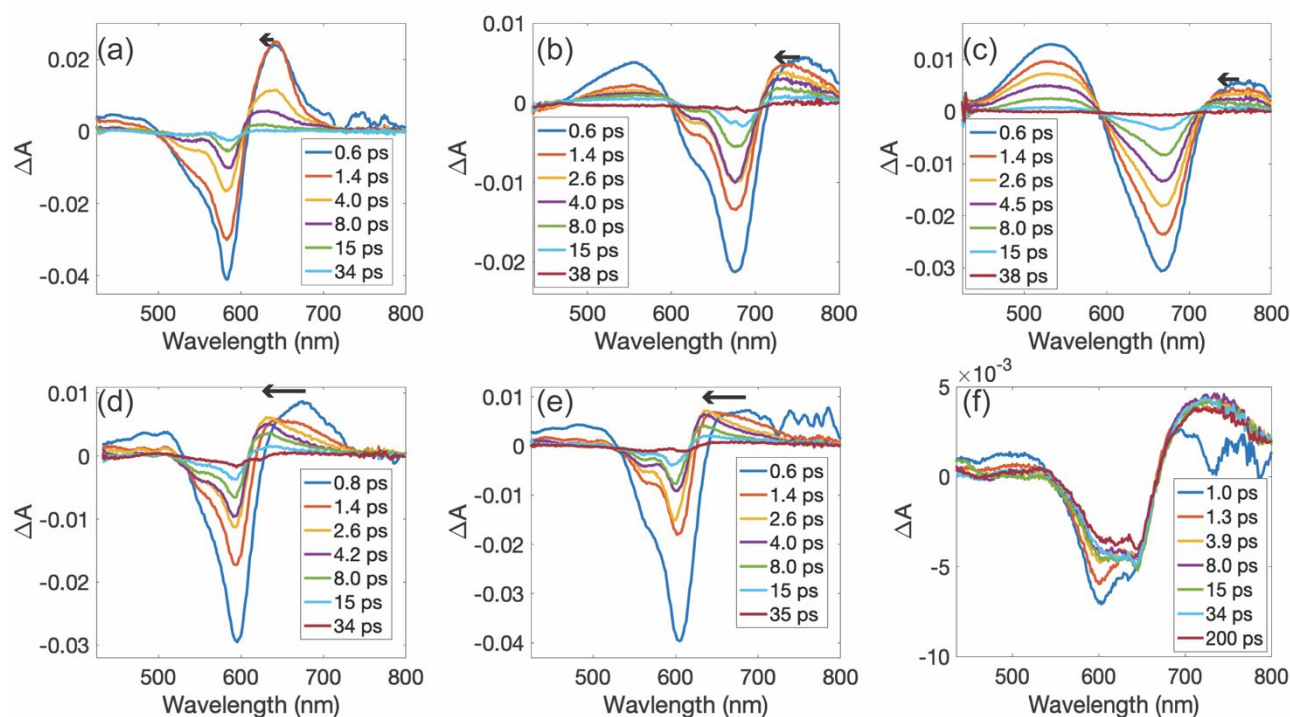 (a)
0.02
0
-0.02
-0.04
ΔA
0.6 ps
1.4 ps
4.0 ps
8.0 ps
15 ps
34 ps
500 600 700 800
Wavelength (nm)
(b)
0.01
0
-0.01
-0.02
ΔA
0.6 ps
1.4 ps
2.6 ps
4.0 ps
8.0 ps
15 ps
38 ps
500 600 700 800
Wavelength (nm)
(c)
0.01
0
-0.01
-0.02
-0.03
ΔA
0.6 ps
1.4 ps
2.6 ps
4.5 ps
8.0 ps
15 ps
38 ps
500 600 700 800
Wavelength (nm)
(d)
0.01
0
-0.01
-0.02
-0.03
ΔA
0.8 ps
1.4 ps
2.6 ps
4.2 ps
8.0 ps
15 ps
34 ps
500 600 700 800
Wavelength (nm)
(e)
0.01
0
-0.01
-0.02
-0.03
-0.04
ΔA
0.6 ps
1.4 ps
2.6 ps
4.0 ps
8.0 ps
15 ps
35 ps
500 600 700 800
Wavelength (nm)
× 10⁻³
(f)
5
0
-5
-10
ΔA
1.0 ps
1.3 ps
3.9 ps
8.0 ps
15 ps
34 ps
200 ps
500 600 700 800
Wavelength (nm)